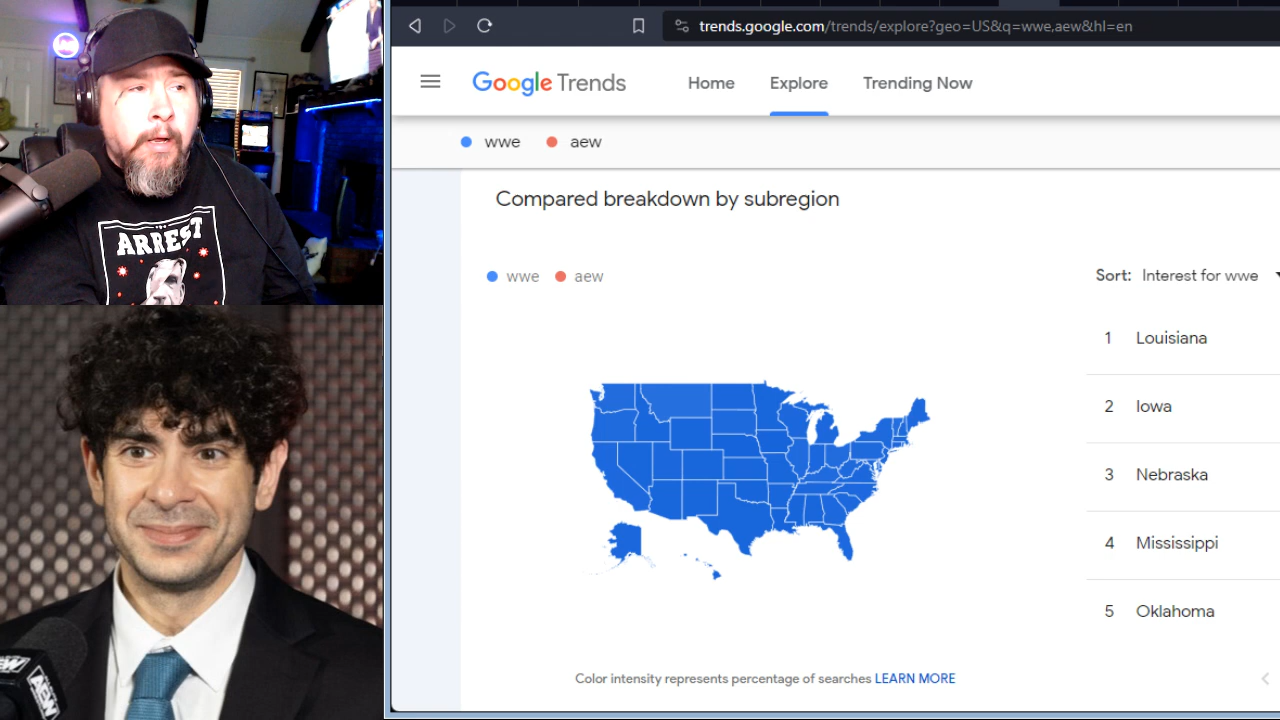 trends.google.com/trends/explore?geo=US&q=wwe,aew&hl=en
Google Trends
Home
Explore
Trending Now
wwe
aew
Compared breakdown by subregion
wwe
aew
Sort: Interest for wwe
1 Louisiana
2 Iowa
3 Nebraska
4 Mississippi
5 Oklahoma
Color intensity represents percentage of searches LEARN MORE
ARREST
AEW